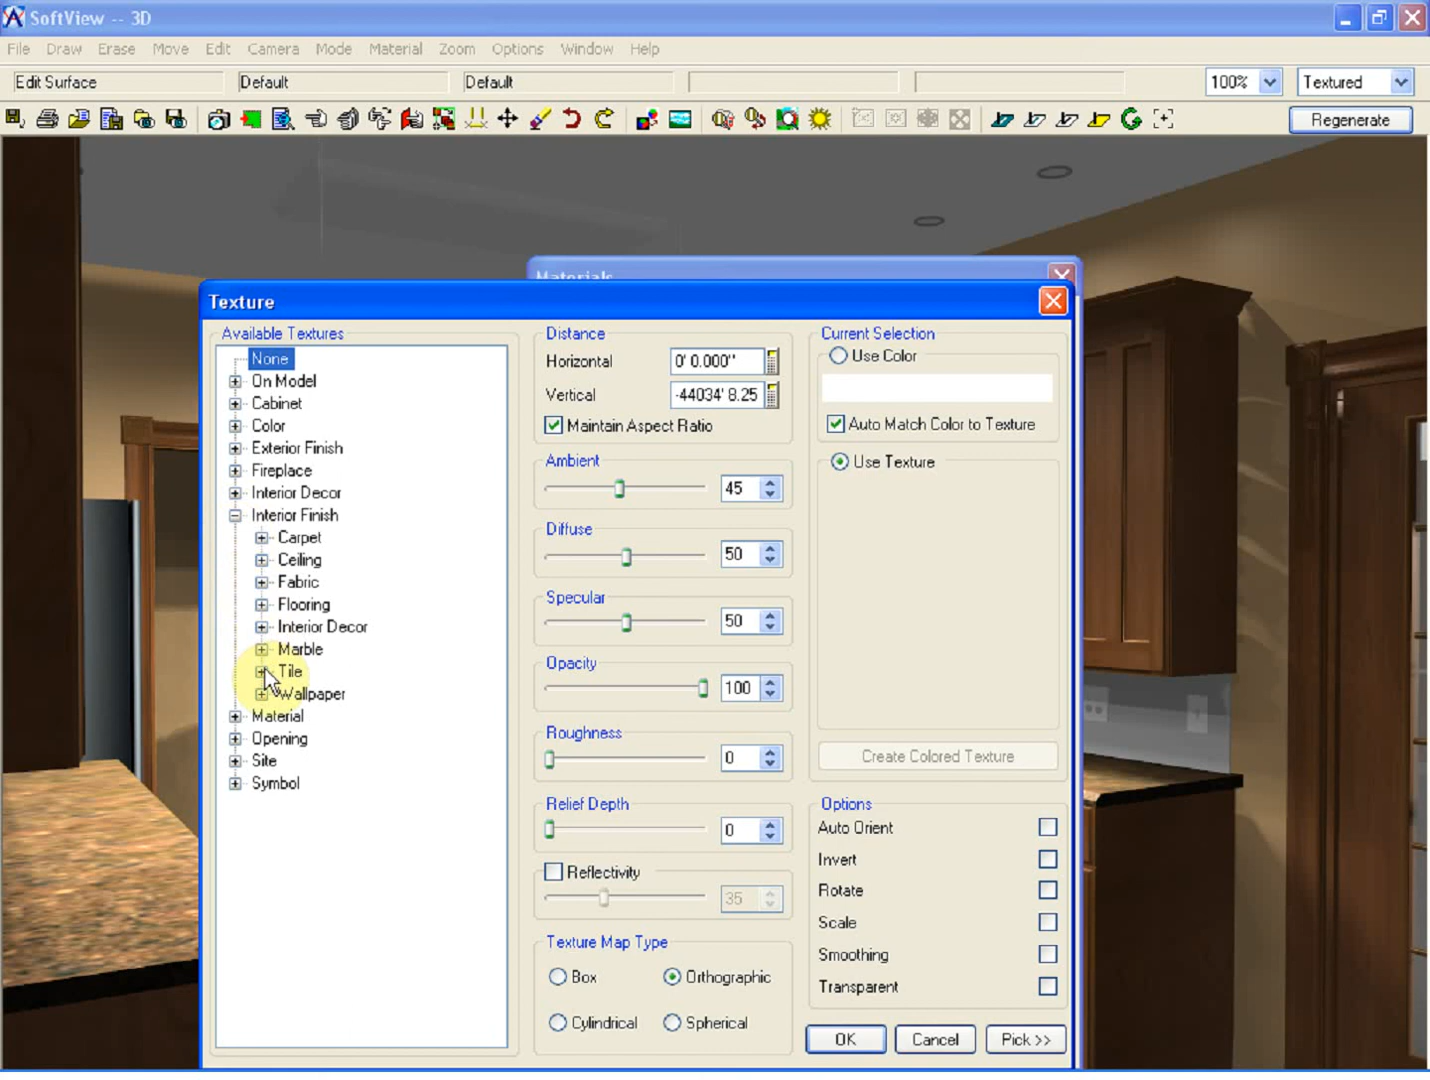 SoftView -- 3D
File Draw Erase Move Edit Camera Mode Material Zoom Options Window Help
Edit Surface Default Default 100% Textured
Regenerate
Materials
Texture
Available Textures
None
On Model
Cabinet
Color
Exterior Finish
Fireplace
Interior Decor
Interior Finish
Carpet
Ceiling
Fabric
Flooring
Interior Decor
Marble
Tile
Wallpaper
Material
Opening
Site
Symbol
Distance
Horizontal 0' 0.000"
Vertical -44034' 8.25
Maintain Aspect Ratio
Ambient
45
Diffuse
50
Specular
50
Opacity
100
Roughness
0
Relief Depth
0
Reflectivity
35
Texture Map Type
Box Orthographic
Cylindrical Spherical
Current Selection
Use Color
Auto Match Color to Texture
Use Texture
Create Colored Texture
Options
Auto Orient
Invert
Rotate
Scale
Smoothing
Transparent
OK Cancel Pick >>